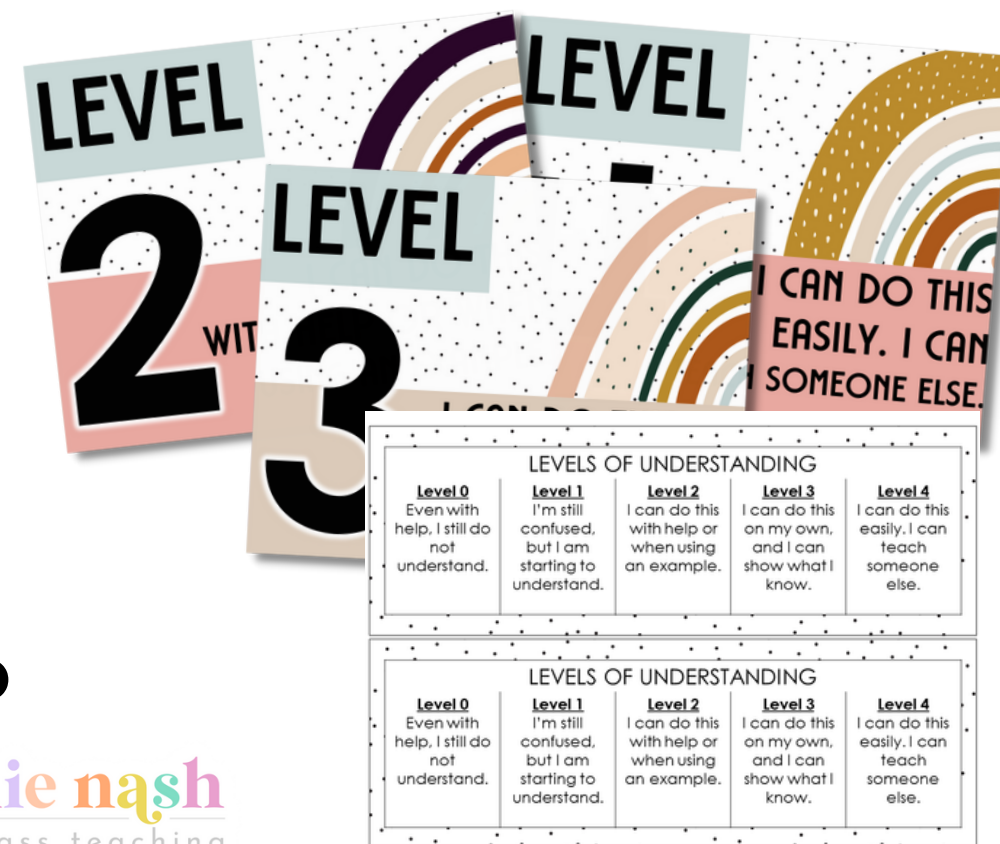 LEVEL
2
WIT
LEVEL
I CAN DO THIS
EASILY. I CAN
SOMEONE ELSE.
LEVEL
3
LEVELS OF UNDERSTANDING
Level 0
Even with
help, I still do
not
understand.
Level 1
I'm still
confused,
but I am
starting to
understand.
Level 2
I can do this
with help or
when using
an example.
Level 3
I can do this
on my own,
and I can
show what I
know.
Level 4
I can do this
easily. I can
teach
someone
else.
LEVELS OF UNDERSTANDING
Level 0
Even with
help, I still do
not
understand.
Level 1
I'm still
confused,
but I am
starting to
understand.
Level 2
I can do this
with help or
when using
an example.
Level 3
I can do this
on my own,
and I can
show what I
know.
Level 4
I can do this
easily. I can
teach
someone
else.
ie nash
ass teaching